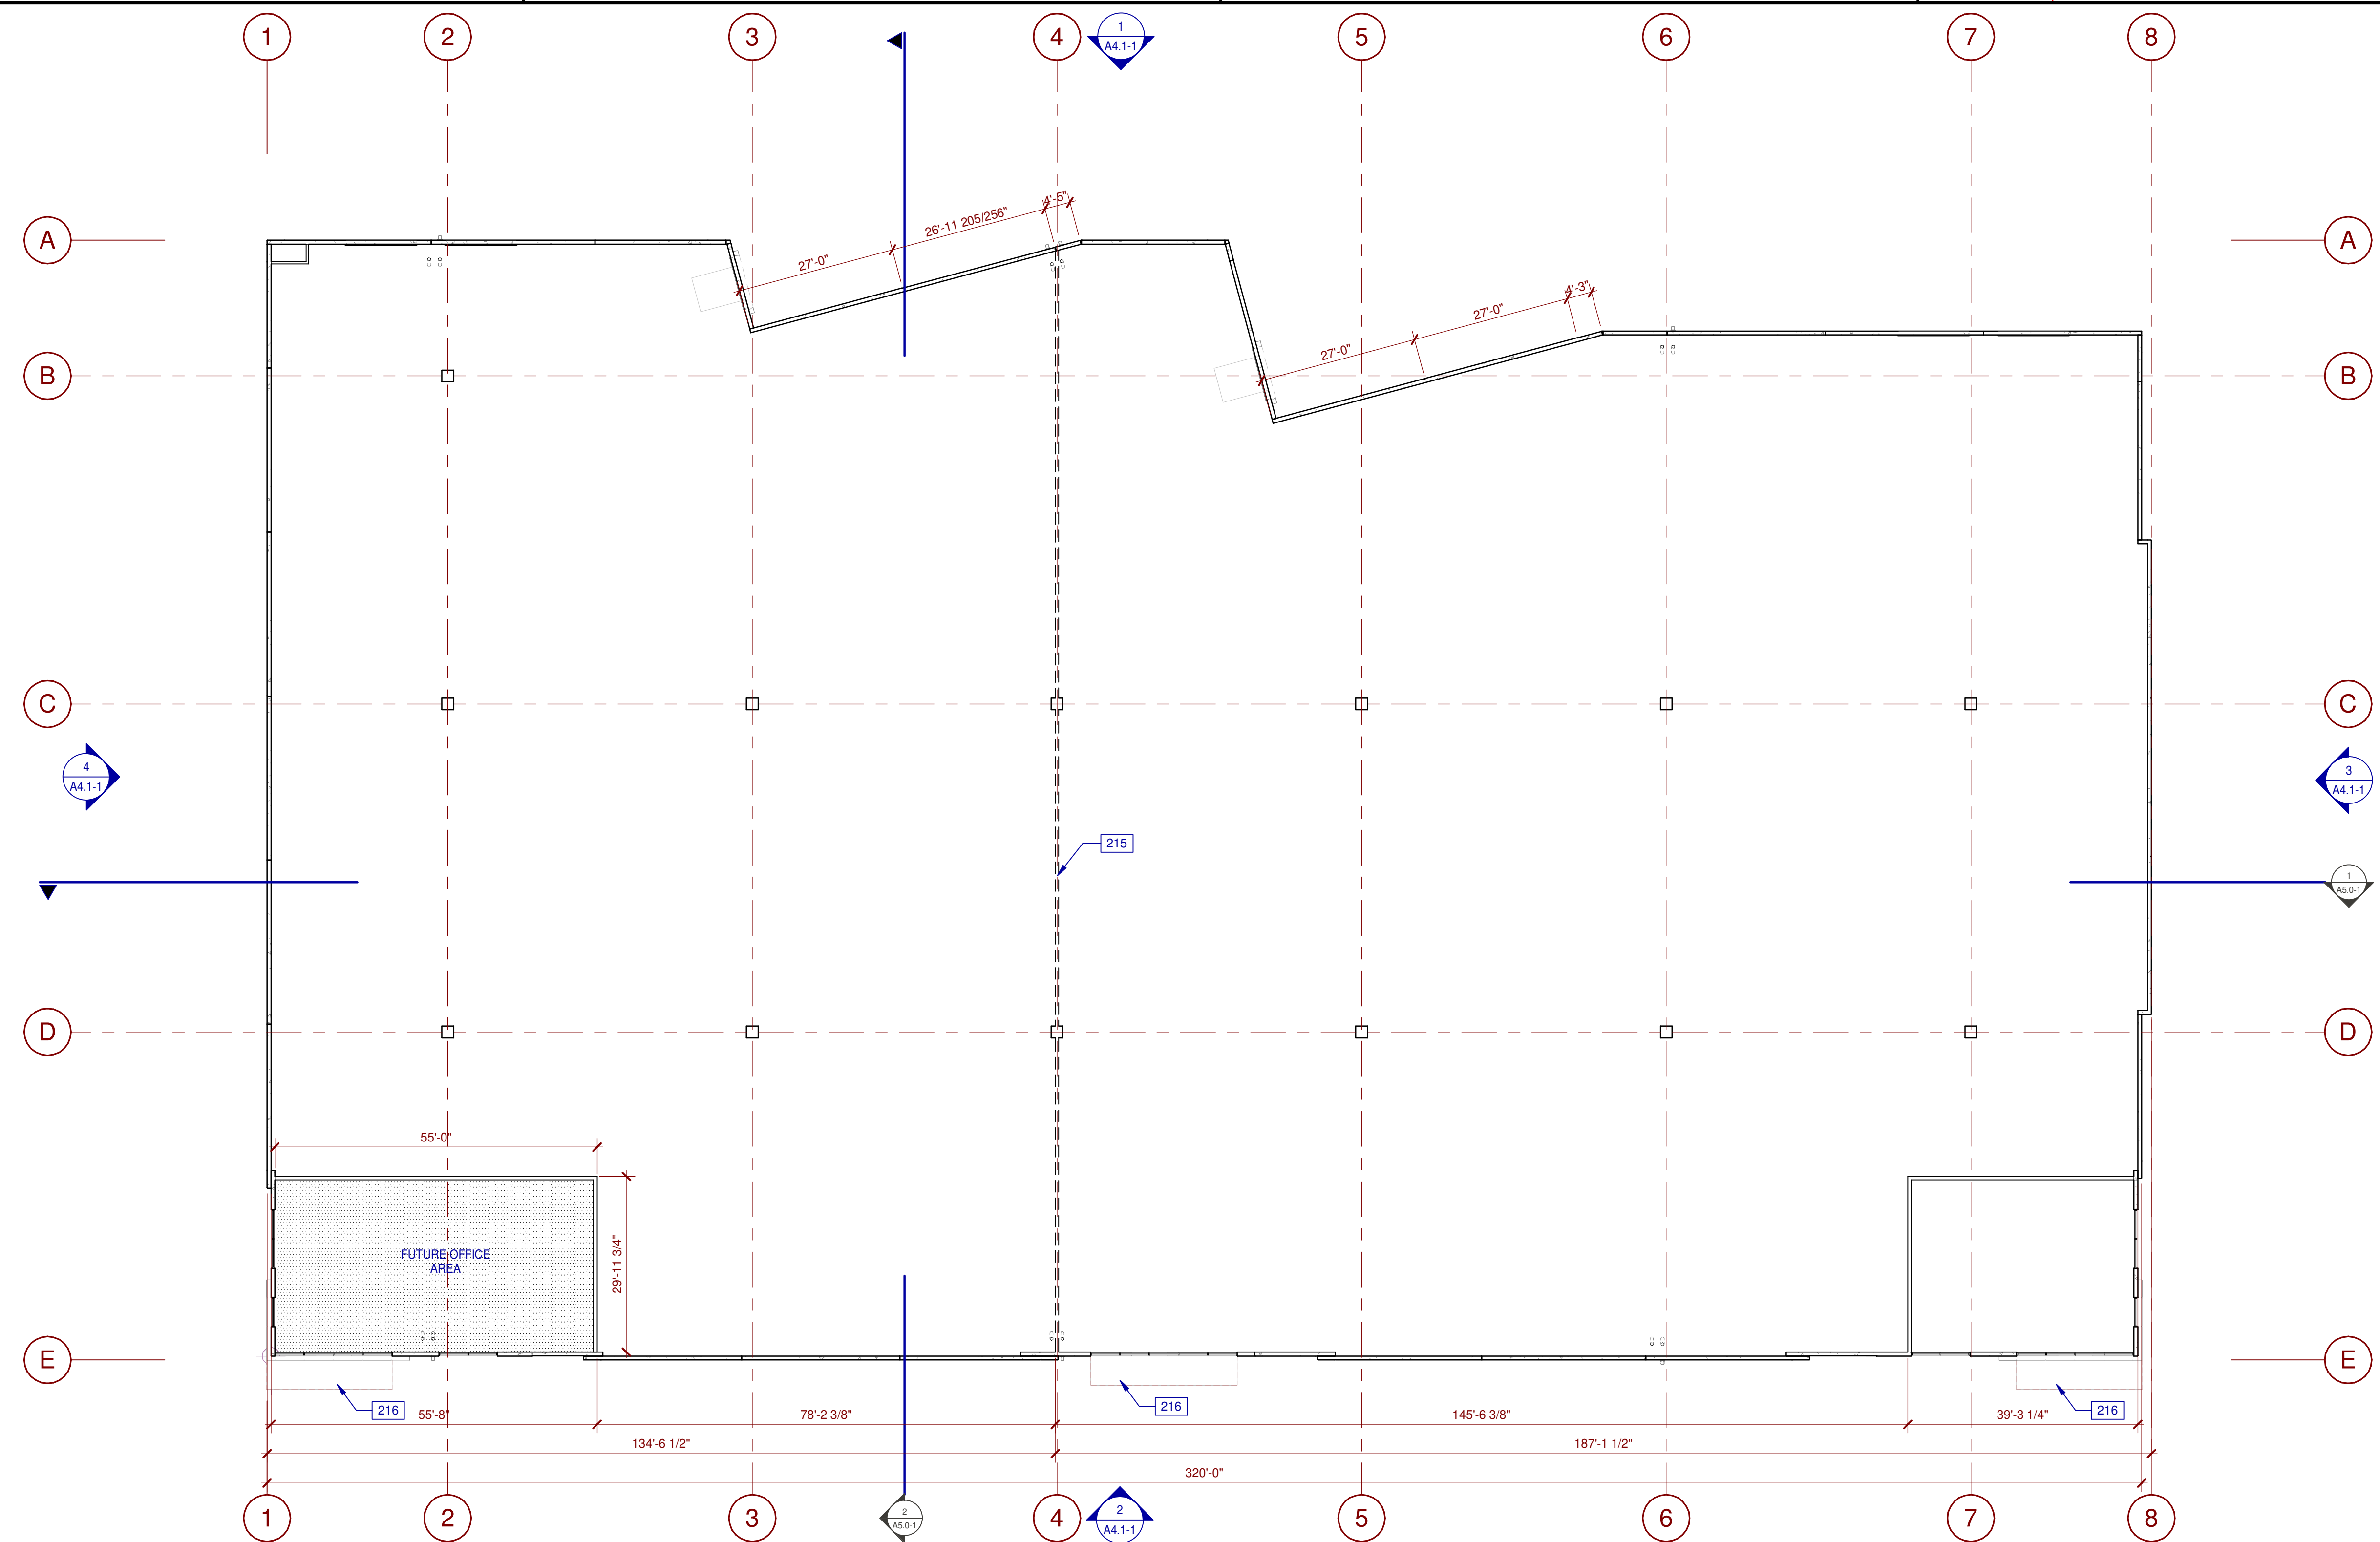 1
2
3
4
1
A4.1-1
5
6
7
8
4'-5"
26'-11 205/256"
27'-0"
A
A
4'-3"
27'-0"
27'-0"
B
B
C
C
4
A4.1-1
3
A4.1-1
215
1
A5.0-1
D
D
55'-0"
29'-11 3/4"
FUTURE OFFICE
AREA
E
E
216
216
216
55'-8"
78'-2 3/8"
145'-6 3/8"
39'-3 1/4"
134'-6 1/2"
187'-1 1/2"
320'-0"
1
2
3
2
A5.0-1
4
2
A4.1-1
5
6
7
8